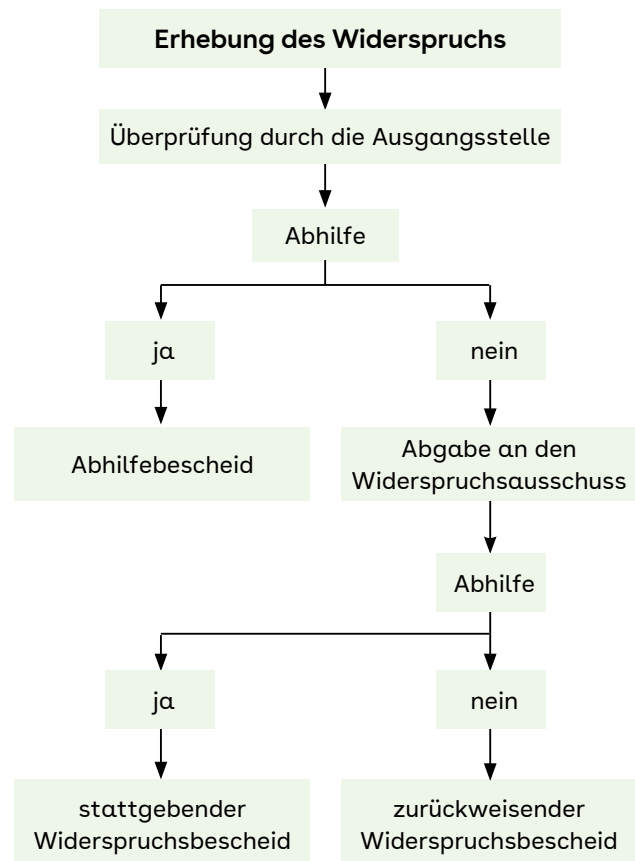 Erhebung des Widerspruchs
Überprüfung durch die Ausgangsstelle
Abhilfe
ja
nein
Abhilfebescheid
Abgabe an den
Widerspruchsausschuss
Abhilfe
ja
nein
stattgebender
Widerspruchsbescheid
zurückweisender
Widerspruchsbescheid